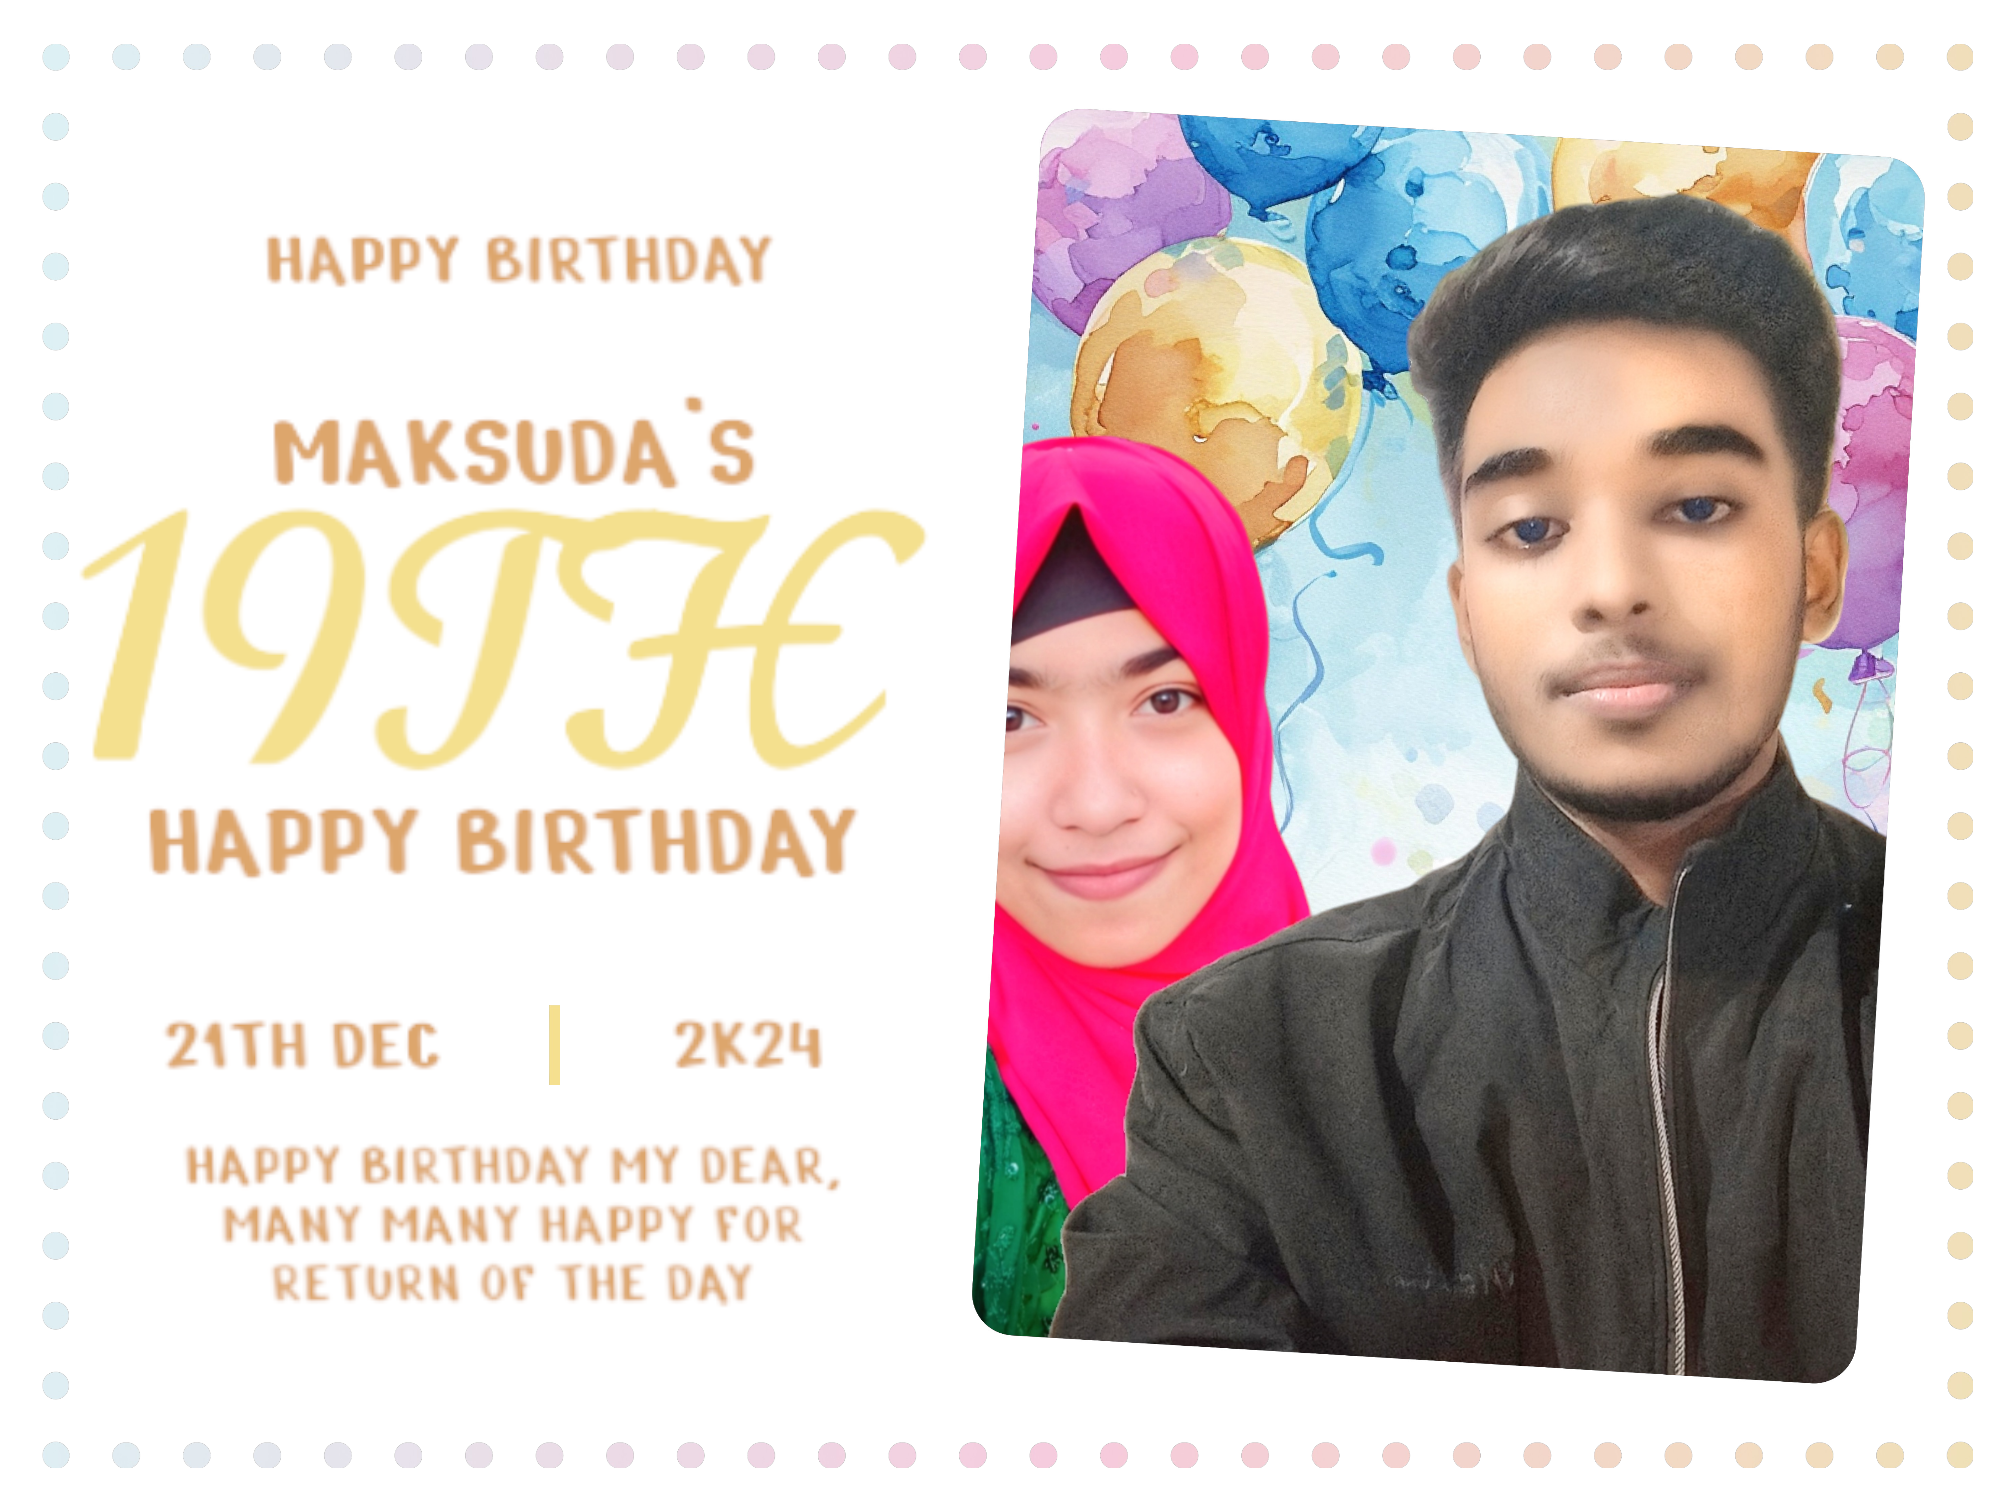 HAPPY BIRTHDAY
MAKSUDA'S
19TH
HAPPY BIRTHDAY
21TH DEC | 2K24
HAPPY BIRTHDAY MY DEAR,
MANY MANY HAPPY FOR
RETURN OF THE DAY